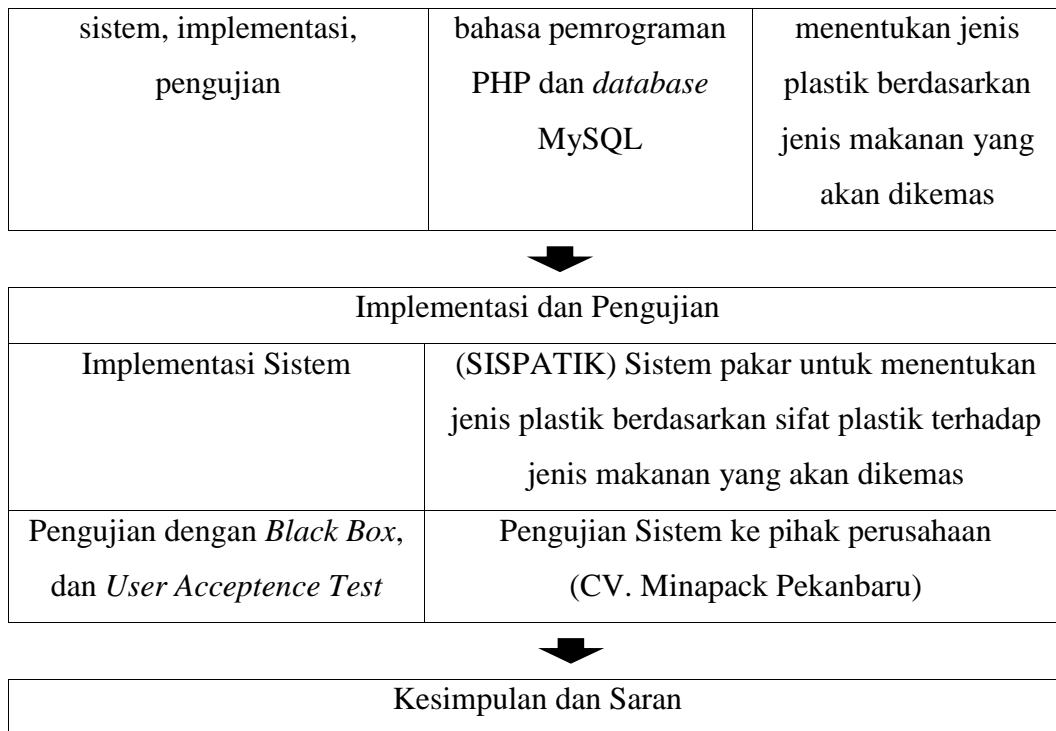 sistem, implementasi,
pengujian
bahasa pemrograman
PHP dan database
MySQL
menentukan jenis
plastik berdasarkan
jenis makanan yang
akan dikemas
Implementasi dan Pengujian
Implementasi Sistem
(SISPATIK) Sistem pakar untuk menentukan
jenis plastik berdasarkan sifat plastik terhadap
jenis makanan yang akan dikemas
Pengujian dengan Black Box,
dan User Acceptence Test
Pengujian Sistem ke pihak perusahaan
(CV. Minapack Pekanbaru)
Kesimpulan dan Saran